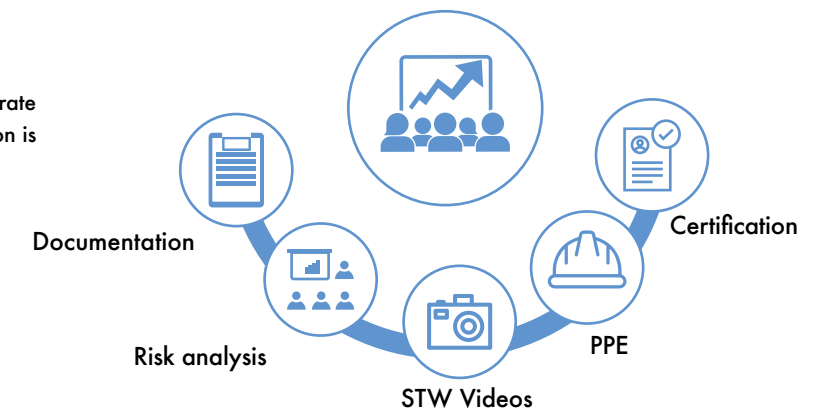 rate
on is
Documentation
Certification
Risk analysis
PPE
STW Videos